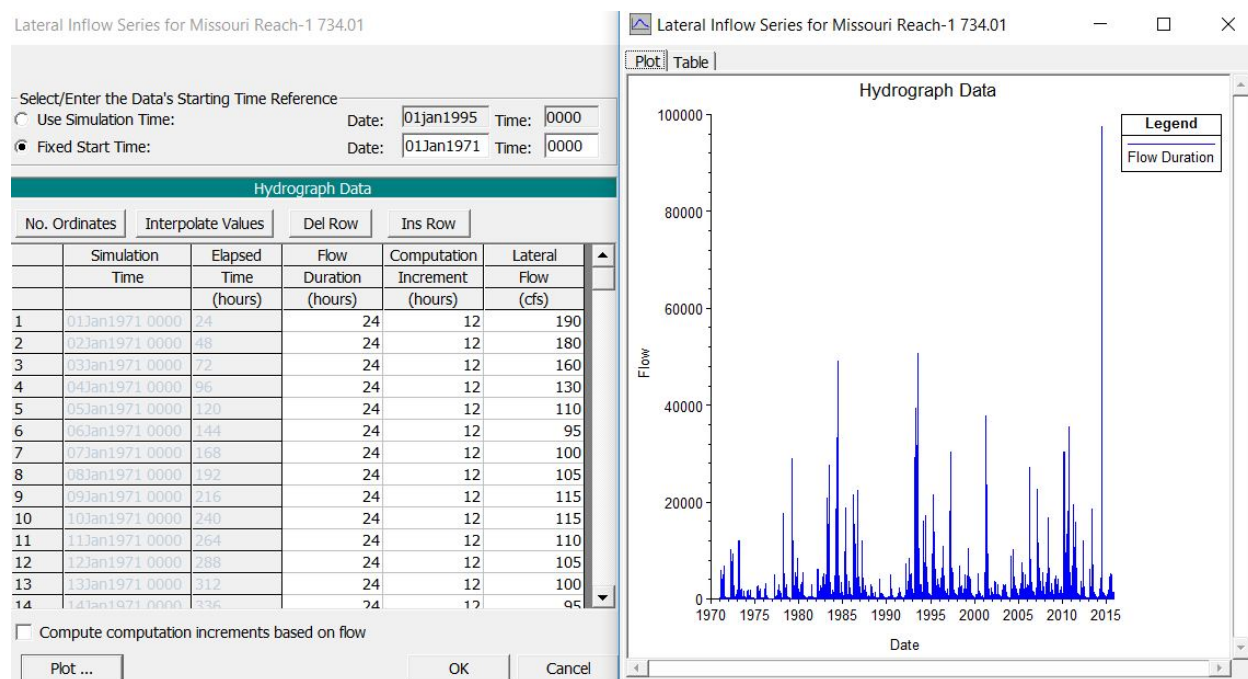 Lateral Inflow Series for Missouri Reach-1 734.01
Select/Enter the Data's Starting Time Reference
Use Simulation Time: Date: 01jan1995 Time: 0000
Fixed Start Time: Date: 01Jan1971 Time: 0000
Hydrograph Data
No. Ordinates Interpolate Values Del Row Ins Row
Simulation Elapsed Flow Computation Lateral
Time Time Duration Increment Flow
(hours) (hours) (hours) (cfs)
1 01Jan1971 0000 24 24 12 190
2 02Jan1971 0000 48 24 12 180
3 03Jan1971 0000 72 24 12 160
4 04Jan1971 0000 96 24 12 130
5 05Jan1971 0000 120 24 12 110
6 06Jan1971 0000 144 24 12 95
7 07Jan1971 0000 168 24 12 100
8 08Jan1971 0000 192 24 12 105
9 09Jan1971 0000 216 24 12 115
10 10Jan1971 0000 240 24 12 115
11 11Jan1971 0000 264 24 12 110
12 12Jan1971 0000 288 24 12 105
13 13Jan1971 0000 312 24 12 100
14 14Jan1971 0000 336 24 12 95
Compute computation increments based on flow
Plot ... OK Cancel
Lateral Inflow Series for Missouri Reach-1 734.01
Plot Table
Hydrograph Data
Legend
Flow Duration
100000
80000
60000
40000
20000
0
Flow
1970 1975 1980 1985 1990 1995 2000 2005 2010 2015
Date